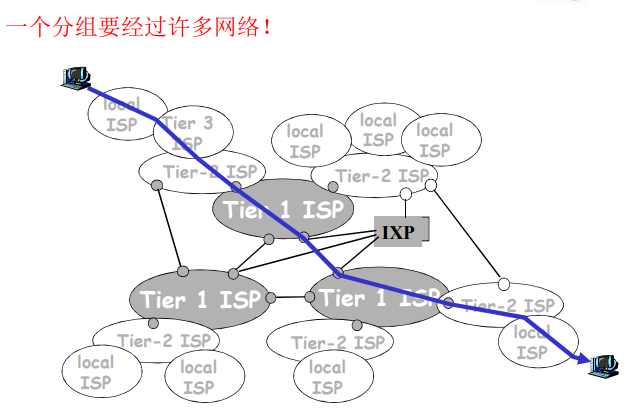 一个分组要经过许多网络！
local
ISP
Tier 3
ISP
local
ISP
local
ISP
local
ISP
Tier-2 ISP
Tier-2 ISP
Tier 1 ISP
IXP
Tier 1 ISP
Tier 1 ISP
Tier-2 ISP
Tier-2 ISP
Tier-2 ISP
local
ISP
local
ISP
local
ISP
local
ISP